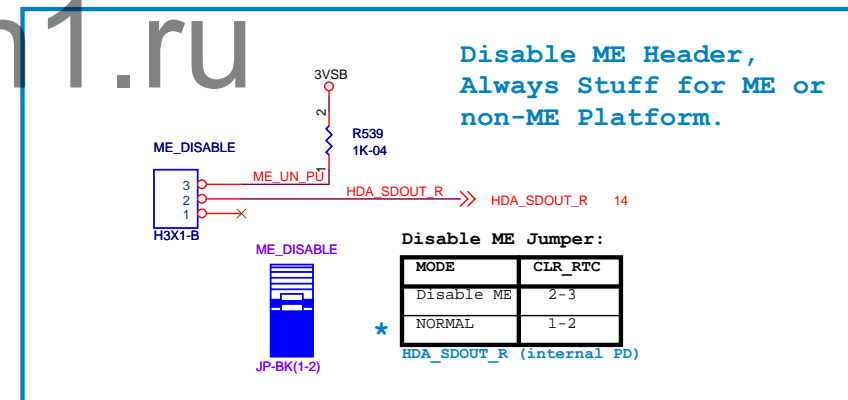 n1.ru
Disable ME Header,
Always Stuff for ME or
non-ME Platform.
3VSB
2
R539
1K-04
1
ME_DISABLE
3
ME_UN_PU
2
HDA_SDOUT_R
HDA_SDOUT_R 14
1
H3X1-B
ME_DISABLE
JP-BK(1-2)
Disable ME Jumper:
MODE CLR_RTC
Disable ME 2-3
* NORMAL 1-2
HDA_SDOUT_R (internal PD)